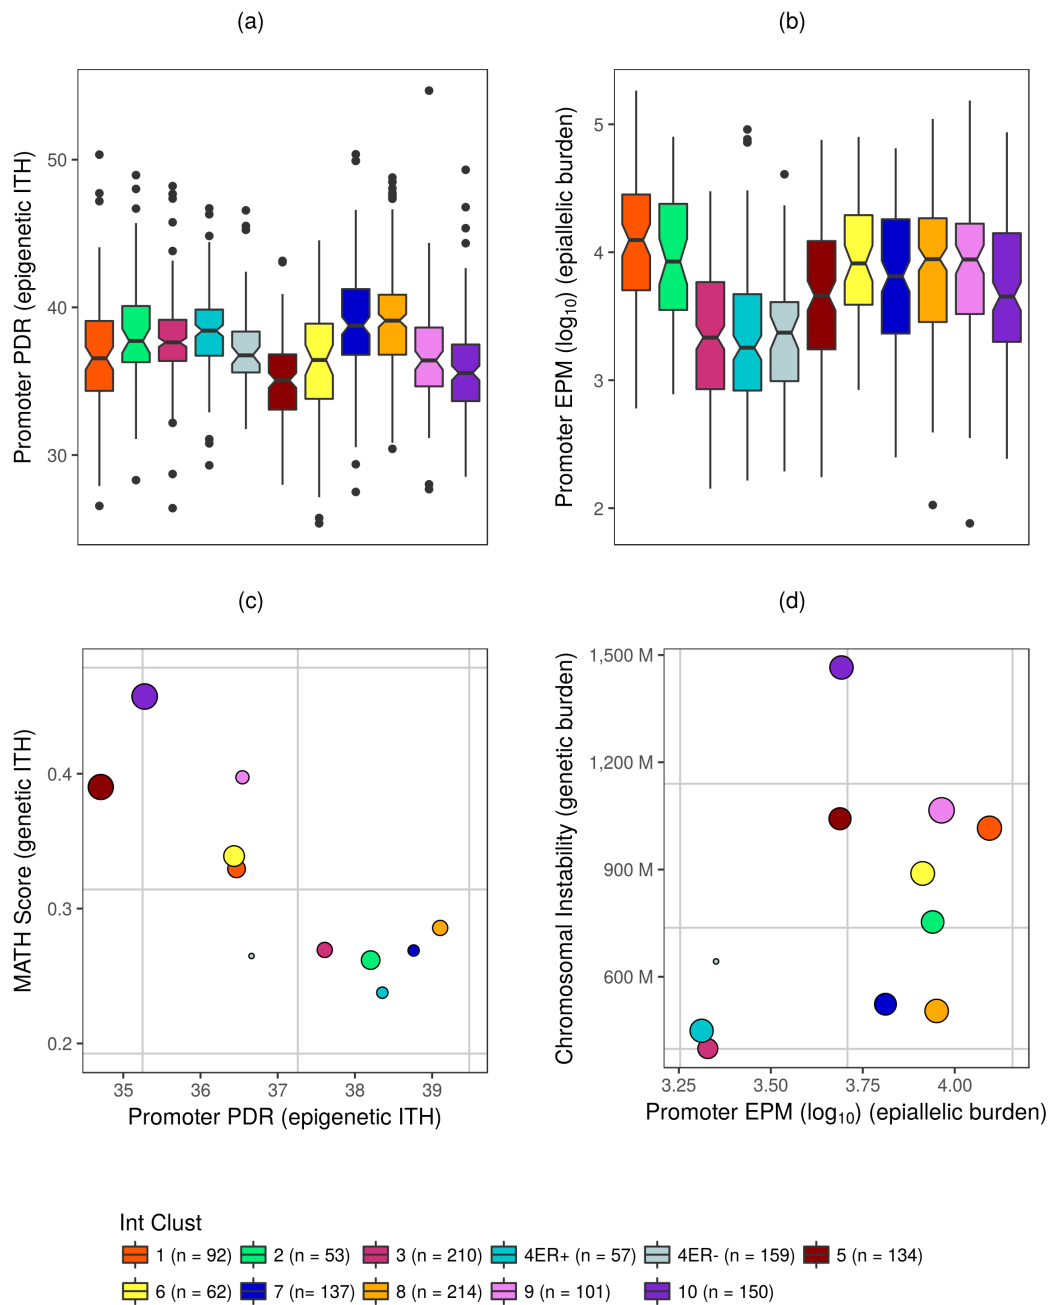 (a)
(b)
Promoter PDR (epigenetic ITH)
50
40
30
Promoter EPM (log₁₀) (epiallelic burden)
5
4
3
2
(c)
(d)
MATH Score (genetic ITH)
0.4
0.3
0.2
35 36 37 38 39
Promoter PDR (epigenetic ITH)
Chromosomal Instability (genetic burden)
1,500 M
1,200 M
900 M
600 M
3.25 3.50 3.75 4.00
Promoter EPM (log₁₀) (epiallelic burden)
Int Clust
1 (n = 92) 2 (n = 53) 3 (n = 210) 4ER+ (n = 57) 4ER- (n = 159) 5 (n = 134)
6 (n = 62) 7 (n = 137) 8 (n = 214) 9 (n = 101) 10 (n = 150)